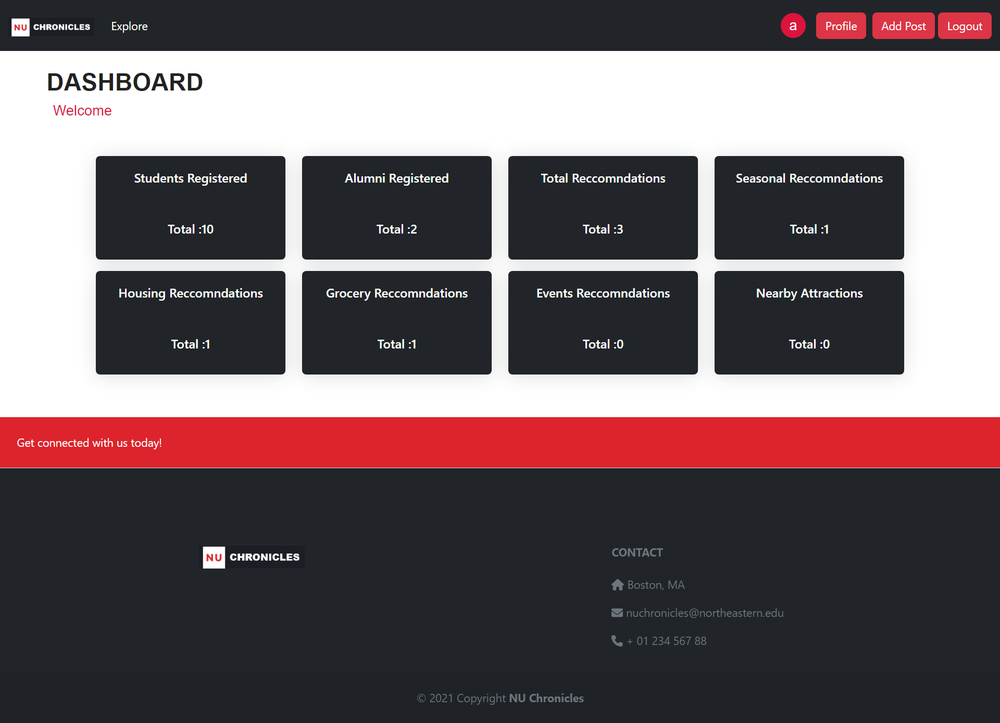 NU CHRONICLES Explore a Profile Add Post Logout
DASHBOARD
Welcome
Students Registered Alumni Registered Total Reccomndations Seasonal Reccomndations
Total :10 Total :2 Total :3 Total :1
Housing Reccomndations Grocery Reccomndations Events Reccomndations Nearby Attractions
Total :1 Total :1 Total :0 Total :0
Get connected with us today!
NU CHRONICLES
CONTACT
Boston, MA
nuchronicles@northeastern.edu
+ 01 234 567 88
© 2021 Copyright NU Chronicles